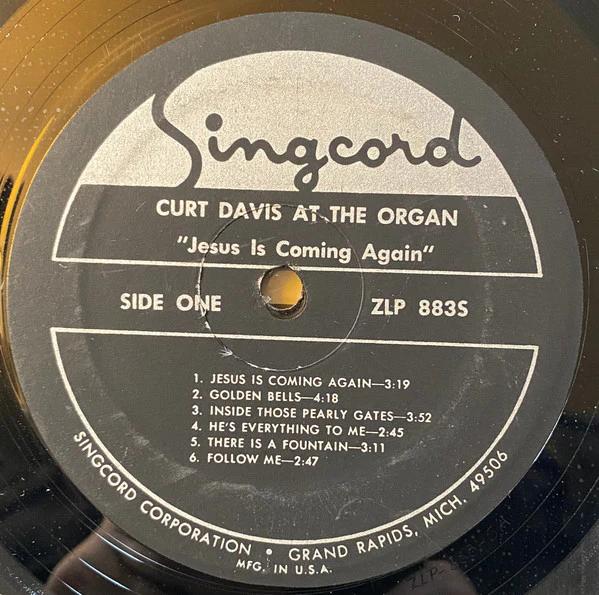 Singcord
CURT DAVIS AT THE ORGAN
"Jesus Is Coming Again"
SIDE ONE
ZLP 883S
1. JESUS IS COMING AGAIN—3:19
2. GOLDEN BELLS—4:18
3. INSIDE THOSE PEARLY GATES—3:52
4. HE'S EVERYTHING TO ME—2:45
5. THERE IS A FOUNTAIN—3:11
6. FOLLOW ME—2:47
SINGCORD CORPORATION • GRAND RAPIDS, MICH. 49506
MFG. IN U.S.A.
ZLP-